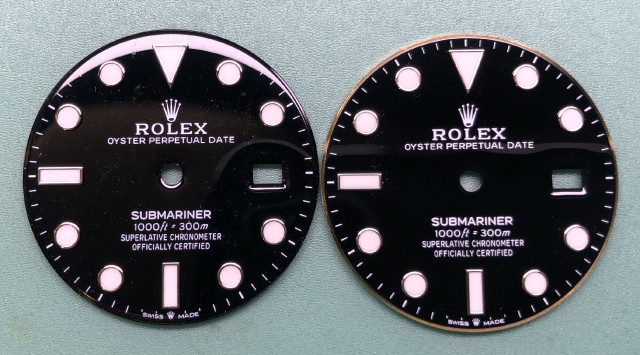 ROLEX
OYSTER PERPETUAL DATE
SUBMARINER
1000ft = 300m
SUPERLATIVE CHRONOMETER
OFFICIALLY CERTIFIED
SWISS MADE
ROLEX
OYSTER PERPETUAL DATE
SUBMARINER
1000ft = 300m
SUPERLATIVE CHRONOMETER
OFFICIALLY CERTIFIED
SWISS MADE